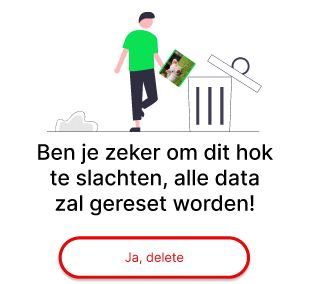 Ben je zeker om dit hok
te slachten, alle data
zal gereset worden!
Ja, delete